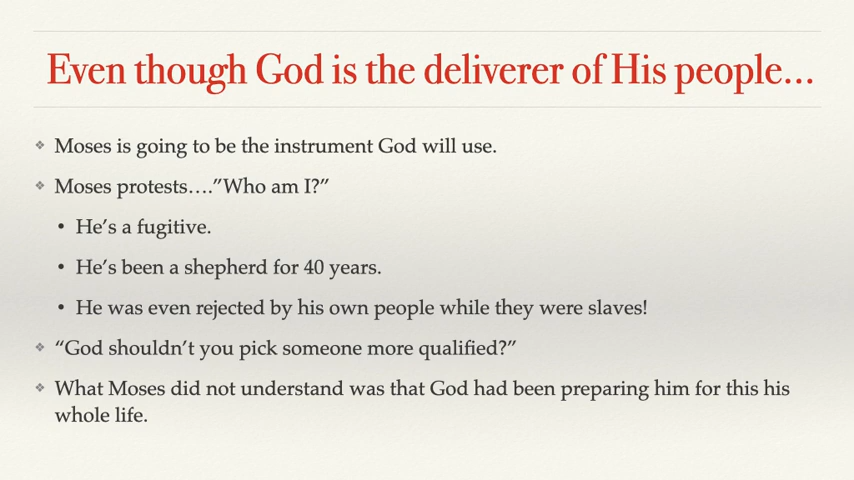 Even though God is the deliverer of His people…
❖ Moses is going to be the instrument God will use.
❖ Moses protests….”Who am I?”
• He’s a fugitive.
• He’s been a shepherd for 40 years.
• He was even rejected by his own people while they were slaves!
❖ “God shouldn’t you pick someone more qualified?”
❖ What Moses did not understand was that God had been preparing him for this his
whole life.